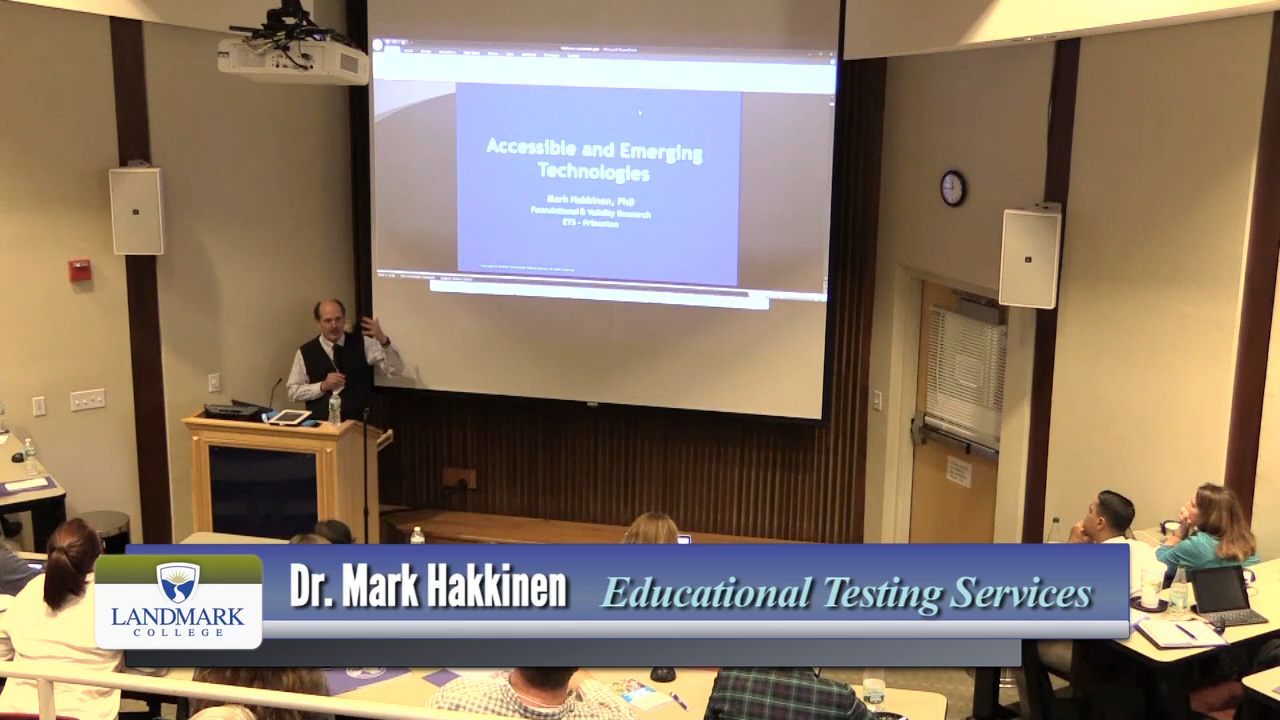 Accessible and Emerging
Technologies
Mark Hakkinen, PhD
Foundational & Validity Research
ETS - Princeton
LANDMARK
COLLEGE
Dr. Mark Hakkinen
Educational Testing Services